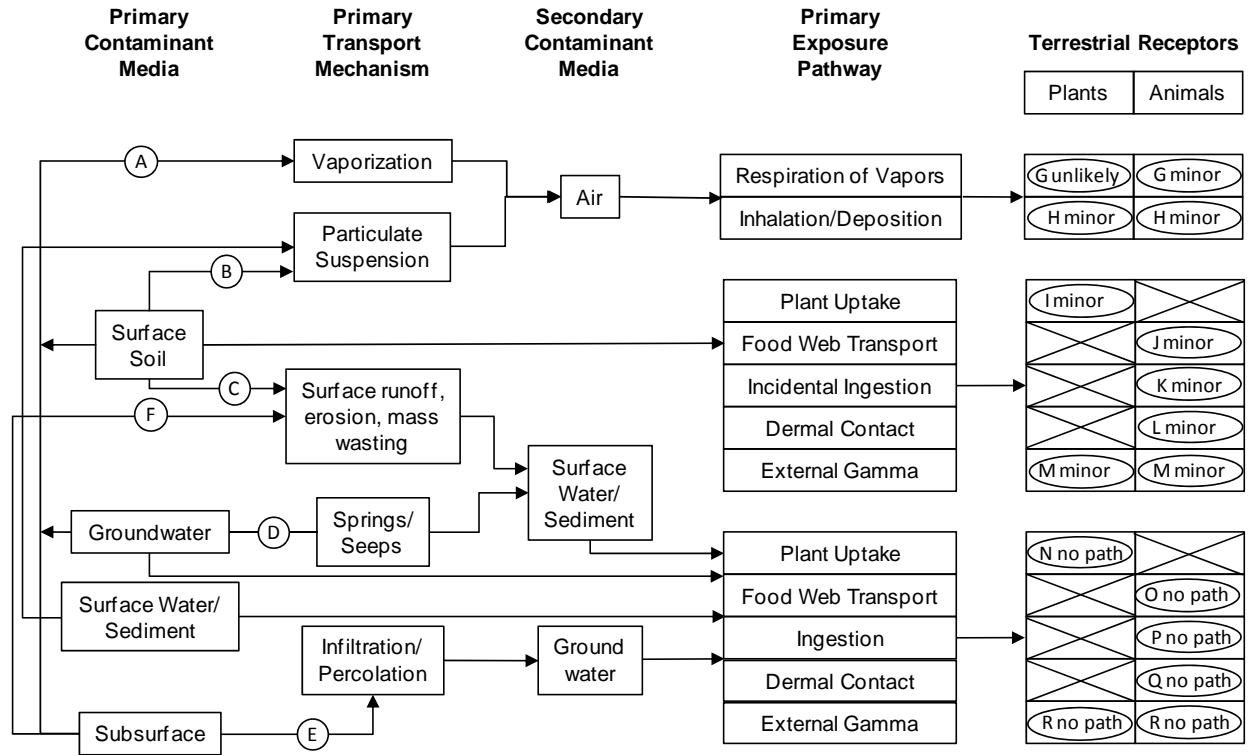 Primary
Contaminant
Media
Primary
Transport
Mechanism
Secondary
Contaminant
Media
Primary
Exposure
Pathway
Terrestrial Receptors
Plants
Animals
A
Vaporization
Respiration of Vapors
G unlikely
G minor
Air
Inhalation/Deposition
H minor
H minor
Particulate
Suspension
B
Plant Uptake
I minor
Surface
Soil
Food Web Transport
J minor
C
Surface runoff,
erosion, mass
wasting
Incidental Ingestion
K minor
F
Dermal Contact
L minor
External Gamma
M minor
M minor
Surface
Water/
Sediment
Groundwater
D
Springs/
Seeps
Plant Uptake
N no path
Surface Water/
Sediment
Food Web Transport
O no path
Infiltration/
Percolation
Ground
water
Ingestion
P no path
Dermal Contact
Q no path
Subsurface
E
External Gamma
R no path
R no path